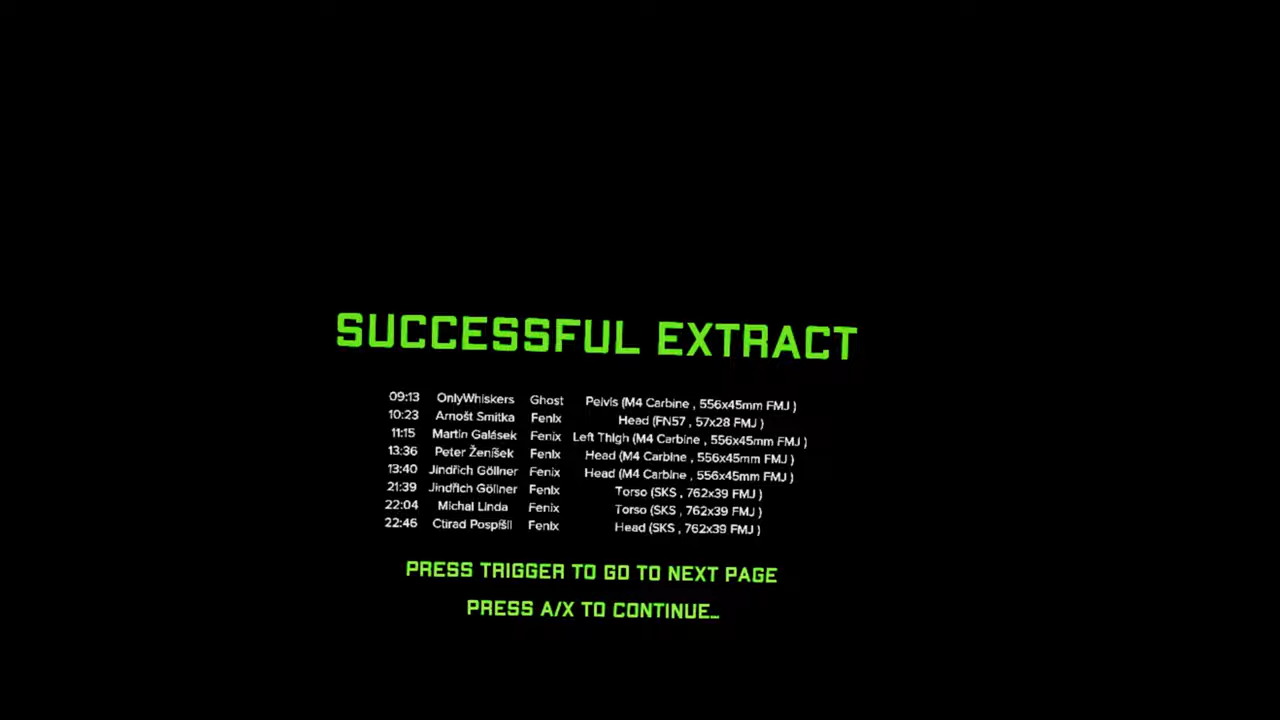 SUCCESSFUL EXTRACT
09:13 OnlyWhiskers Ghost Pelvis (M4 Carbine , 556x45mm FMJ )
10:23 Arnošt Smitka Fenix Head (FN57 , 57x28 FMJ )
11:15 Martin Galásek Fenix Left Thigh (M4 Carbine , 556x45mm FMJ )
13:36 Peter Ženíšek Fenix Head (M4 Carbine , 556x45mm FMJ )
13:40 Jindřich Göllner Fenix Head (M4 Carbine , 556x45mm FMJ )
21:39 Jindřich Göllner Fenix Torso (SKS , 762x39 FMJ )
22:04 Michal Linda Fenix Torso (SKS , 762x39 FMJ )
22:46 Ctirad Pospíšil Fenix Head (SKS , 762x39 FMJ )
PRESS TRIGGER TO GO TO NEXT PAGE
PRESS A/X TO CONTINUE...